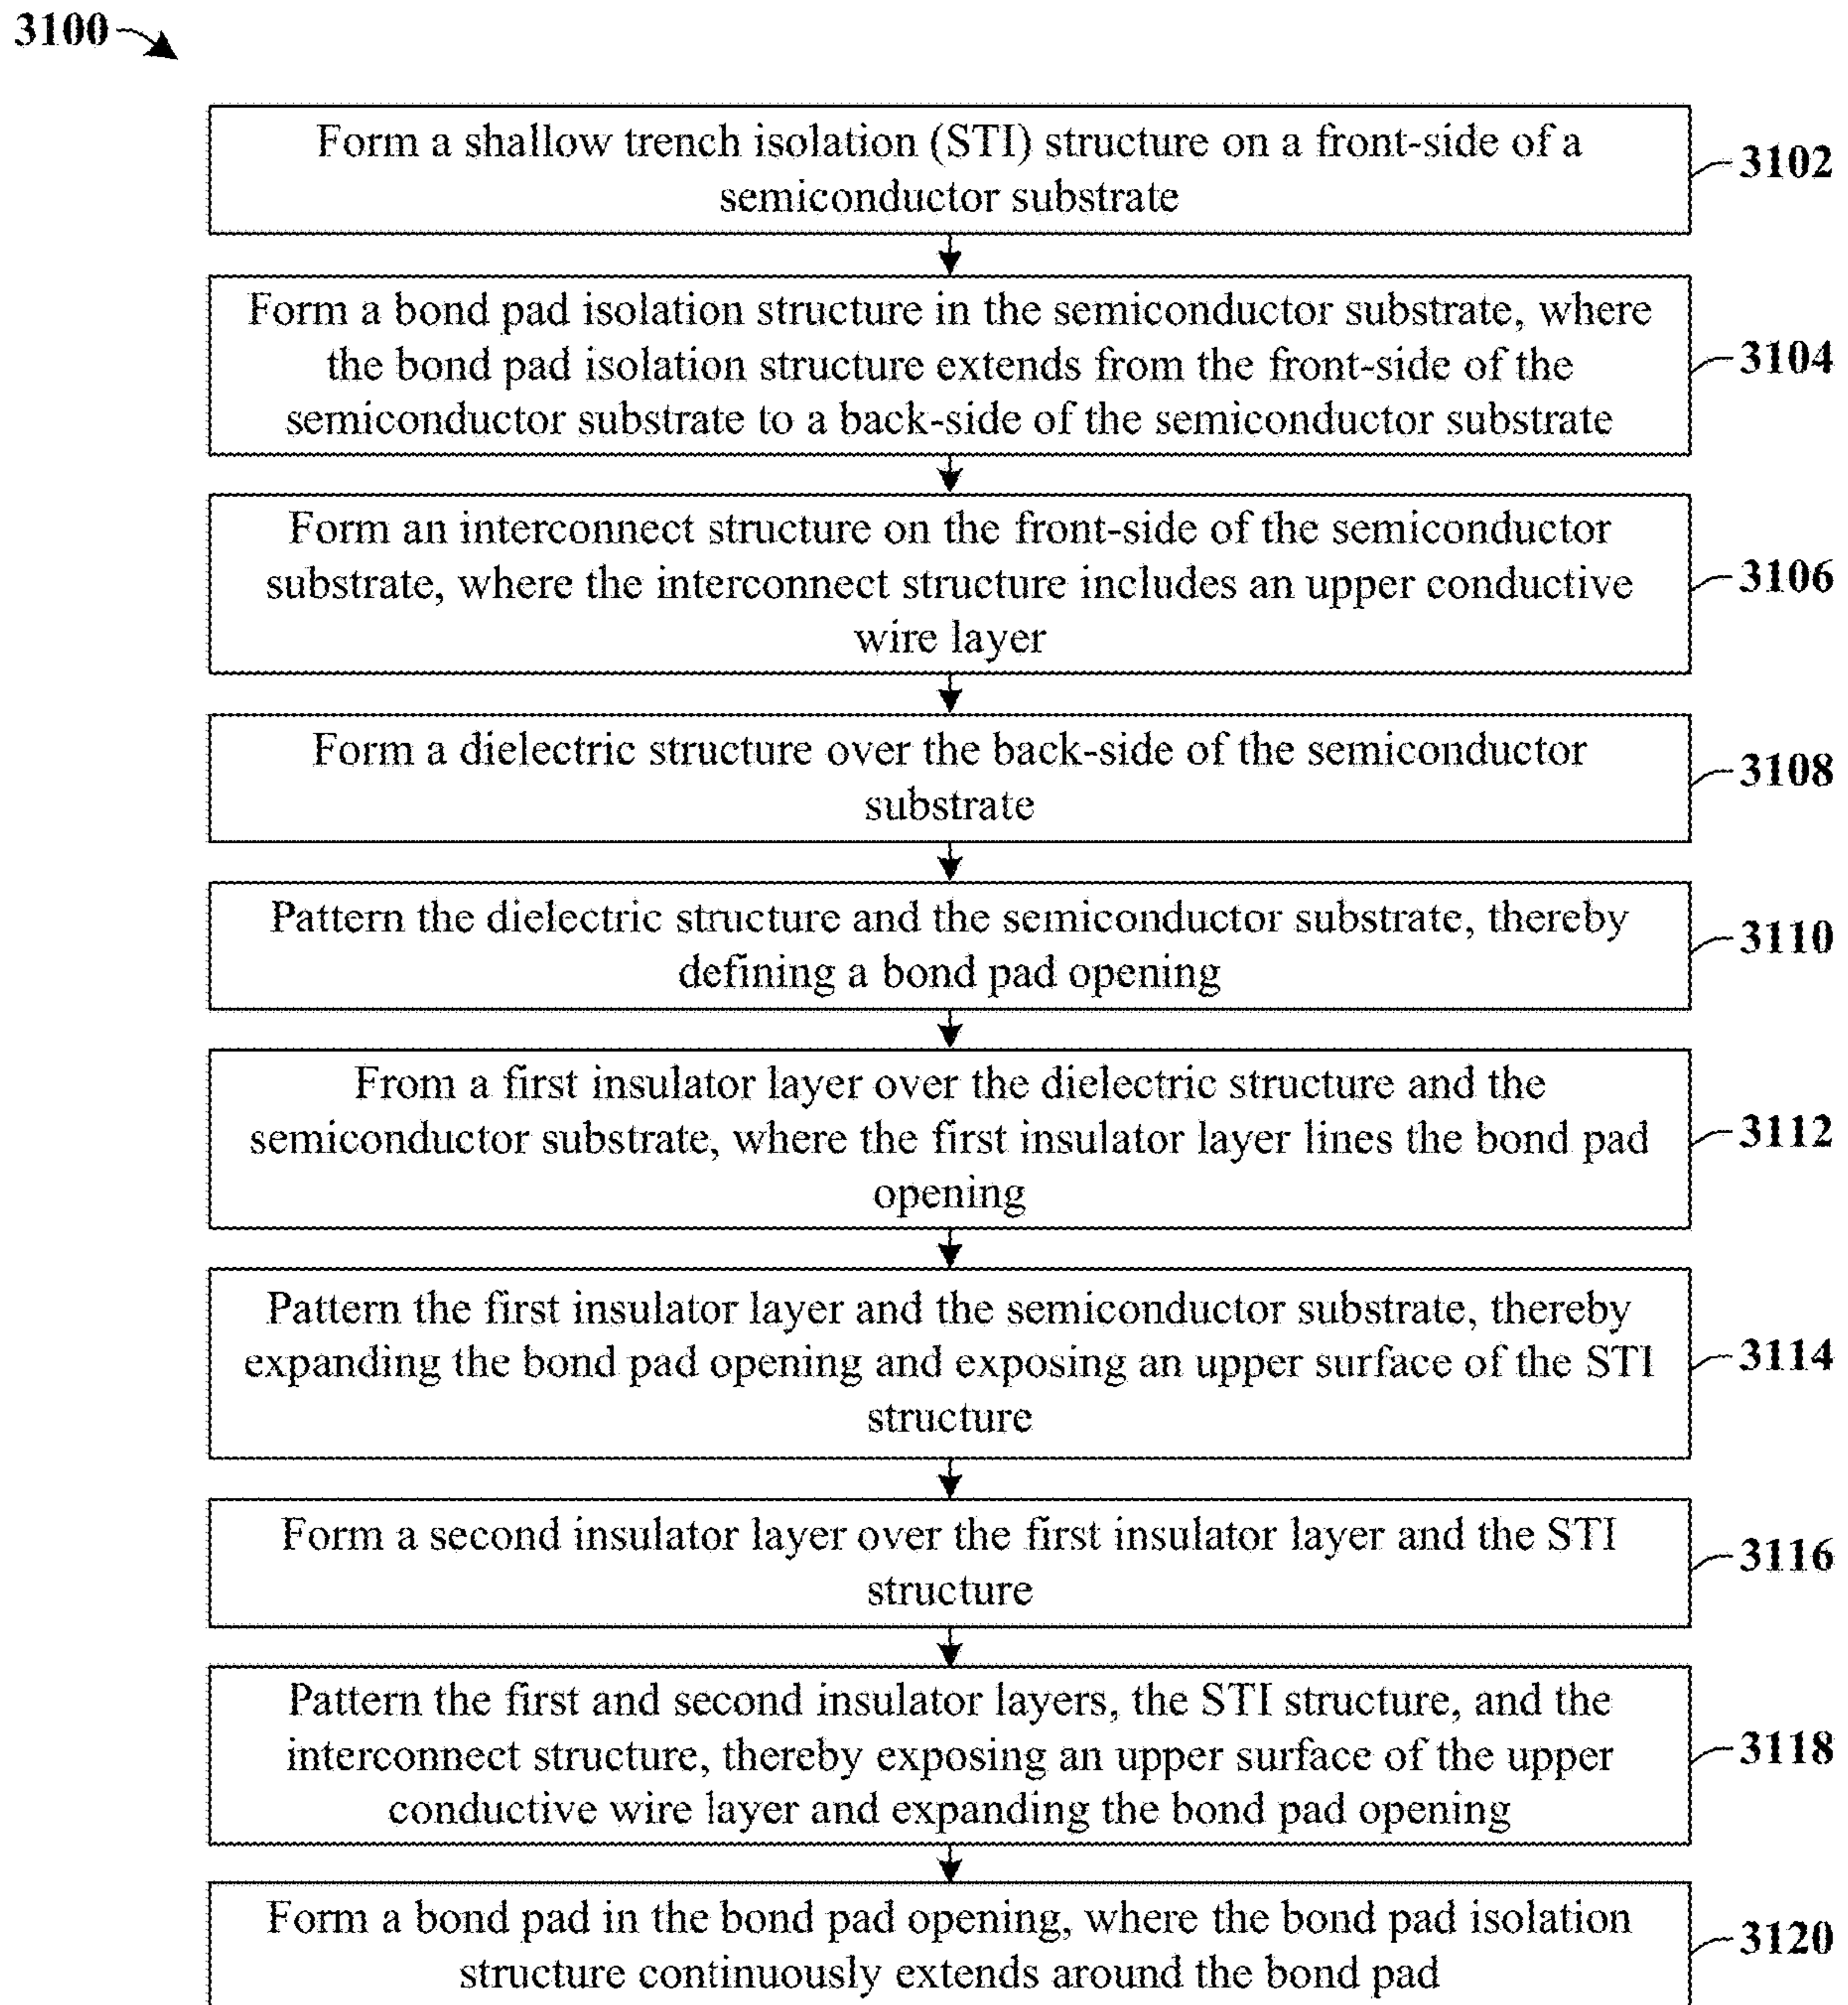 3100
Form a shallow trench isolation (STI) structure on a front-side of a
semiconductor substrate
3102
Form a bond pad isolation structure in the semiconductor substrate, where
the bond pad isolation structure extends from the front-side of the
semiconductor substrate to a back-side of the semiconductor substrate
3104
Form an interconnect structure on the front-side of the semiconductor
substrate, where the interconnect structure includes an upper conductive
wire layer
3106
Form a dielectric structure over the back-side of the semiconductor
substrate
3108
Pattern the dielectric structure and the semiconductor substrate, thereby
defining a bond pad opening
3110
From a first insulator layer over the dielectric structure and the
semiconductor substrate, where the first insulator layer lines the bond pad
opening
3112
Pattern the first insulator layer and the semiconductor substrate, thereby
expanding the bond pad opening and exposing an upper surface of the STI
structure
3114
Form a second insulator layer over the first insulator layer and the STI
structure
3116
Pattern the first and second insulator layers, the STI structure, and the
interconnect structure, thereby exposing an upper surface of the upper
conductive wire layer and expanding the bond pad opening
3118
Form a bond pad in the bond pad opening, where the bond pad isolation
structure continuously extends around the bond pad
3120